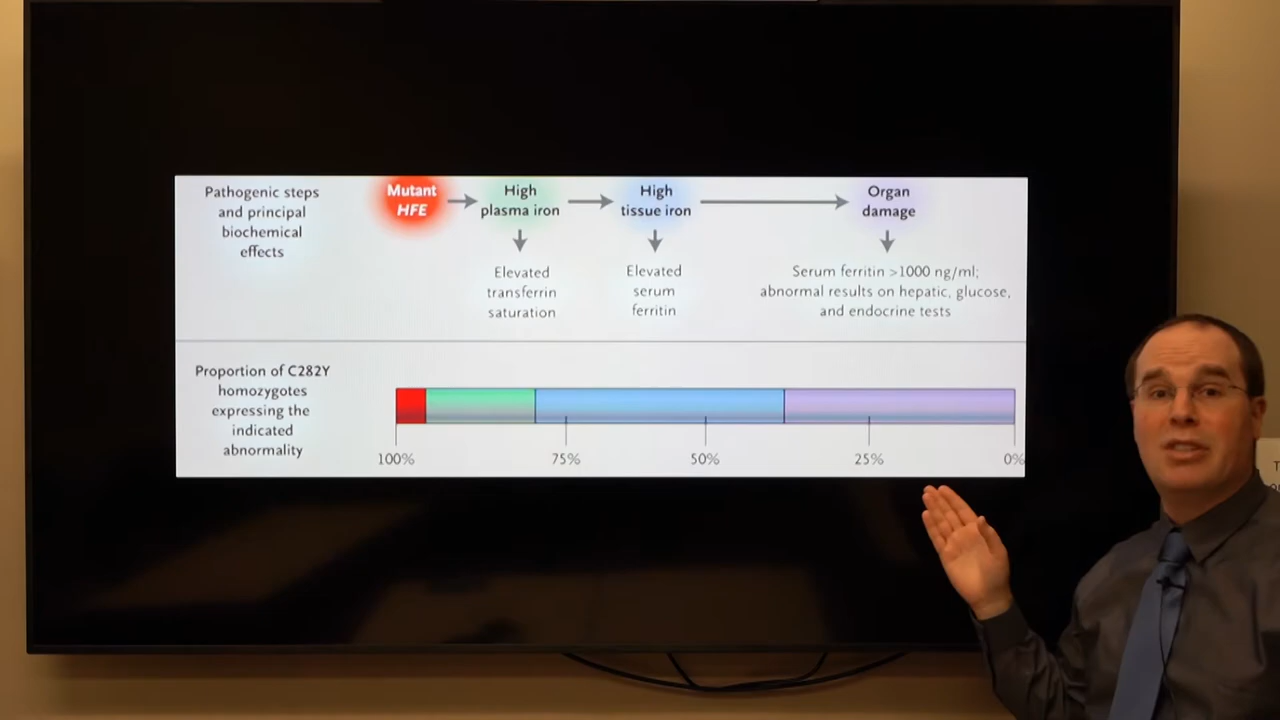 Pathogenic steps
and principal
biochemical
effects
Mutant
HFE
High
plasma iron
High
tissue iron
Organ
damage
Elevated
transferrin
saturation
Elevated
serum
ferritin
Serum ferritin >1000 ng/ml;
abnormal results on hepatic, glucose,
and endocrine tests
Proportion of C282Y
homozygotes
expressing the
indicated
abnormality
100%
75%
50%
25%
0%